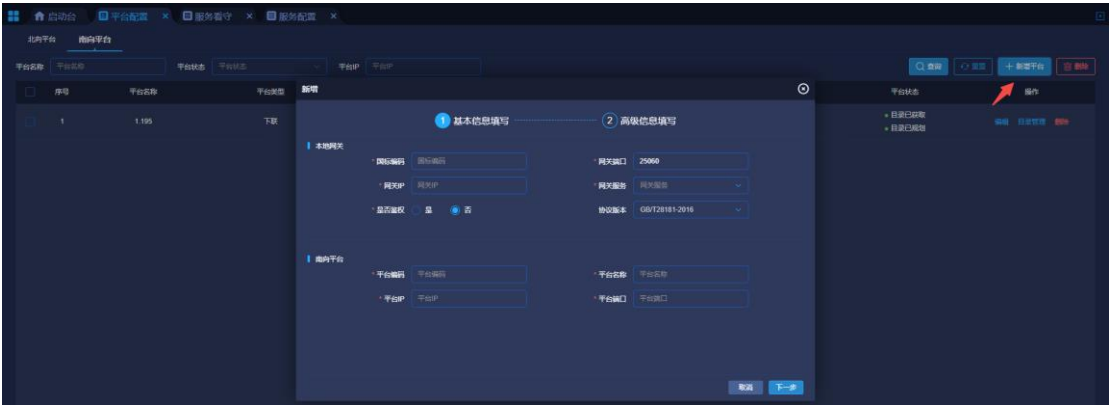 启动台 平台配置 × 服务看守 × 服务配置 ×
北向平台 南向平台
平台名称 平台名称 平台状态 平台状态 平台IP 平台IP 查询 重置 + 新增平台 删除
序号 平台名称 平台类型 平台状态 操作
1 1.195 下联 目录已获取 编辑 目录管理 删除
目录已规划
新增
1 基本信息填写 2 高级信息填写
本地网关
* 国标编码 国标编码 * 网关端口 25060
* 网关IP 网关IP * 网关服务 网关服务
* 是否鉴权 是 否 协议版本 GB/T28181-2016
南向平台
* 平台编码 平台编码 * 平台名称 平台名称
* 平台IP 平台IP * 平台端口 平台端口
取消 下一步